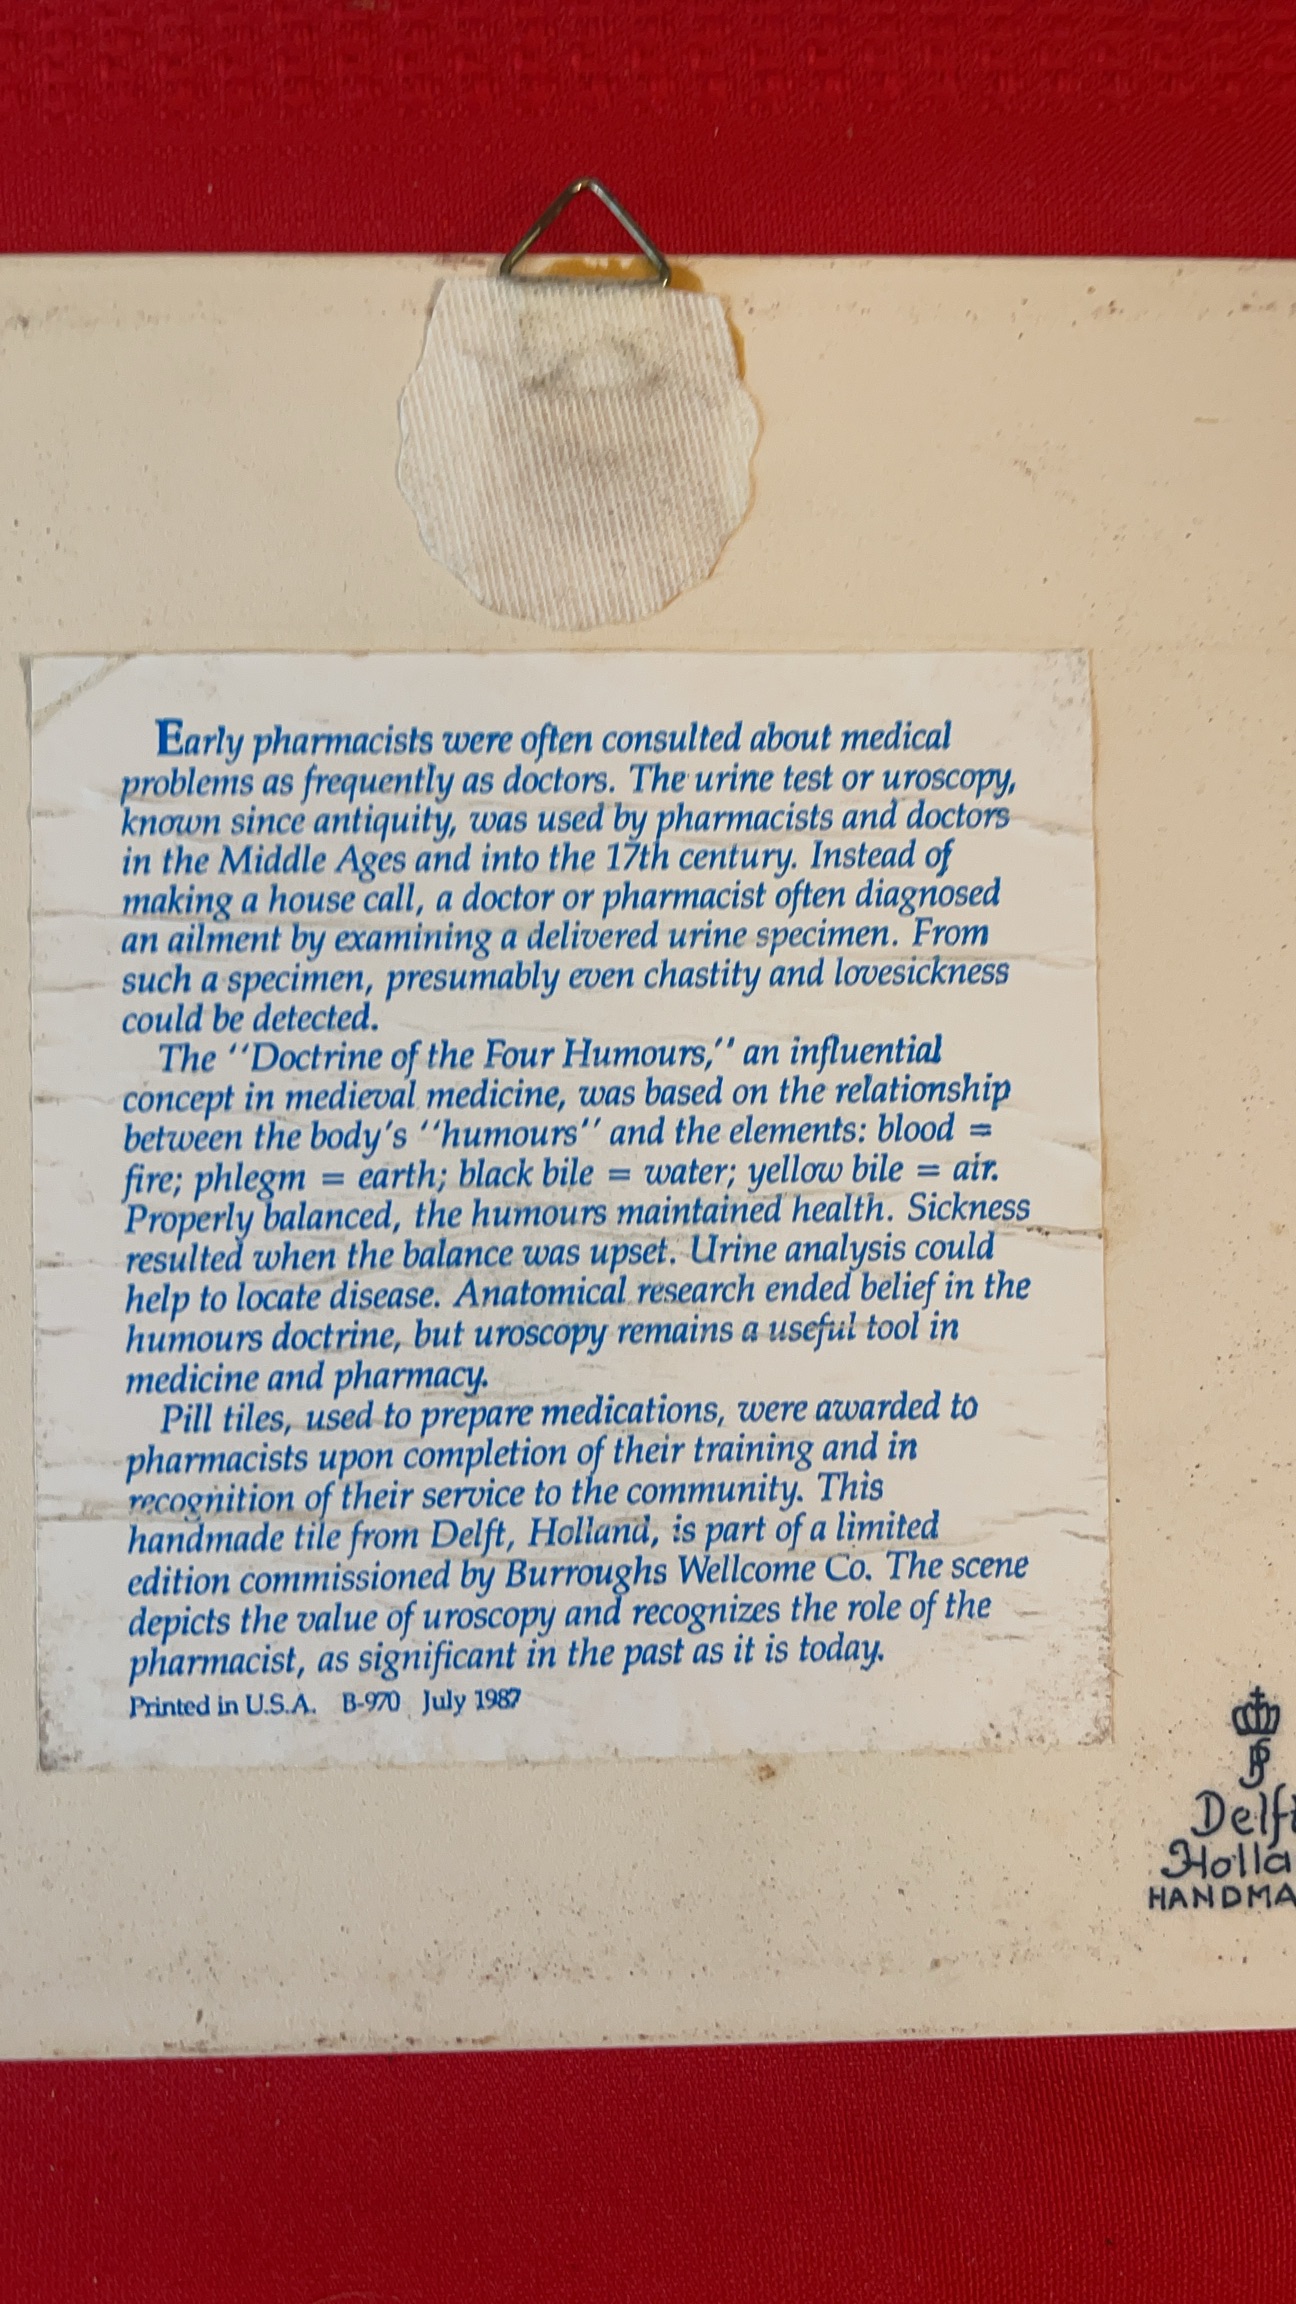 Early pharmacists were often consulted about medical
problems as frequently as doctors. The urine test or uroscopy,
known since antiquity, was used by pharmacists and doctors
in the Middle Ages and into the 17th century. Instead of
making a house call, a doctor or pharmacist often diagnosed
an ailment by examining a delivered urine specimen. From
such a specimen, presumably even chastity and lovesickness
could be detected.
The ''Doctrine of the Four Humours,'' an influential
concept in medieval medicine, was based on the relationship
between the body's ''humours'' and the elements: blood =
fire; phlegm = earth; black bile = water; yellow bile = air.
Properly balanced, the humours maintained health. Sickness
resulted when the balance was upset. Urine analysis could
help to locate disease. Anatomical research ended belief in the
humours doctrine, but uroscopy remains a useful tool in
medicine and pharmacy.
Pill tiles, used to prepare medications, were awarded to
pharmacists upon completion of their training and in
recognition of their service to the community. This
handmade tile from Delft, Holland, is part of a limited
edition commissioned by Burroughs Wellcome Co. The scene
depicts the value of uroscopy and recognizes the role of the
pharmacist, as significant in the past as it is today.
Printed in U.S.A. B-970 July 1987
Delft
Holla
HANDMA